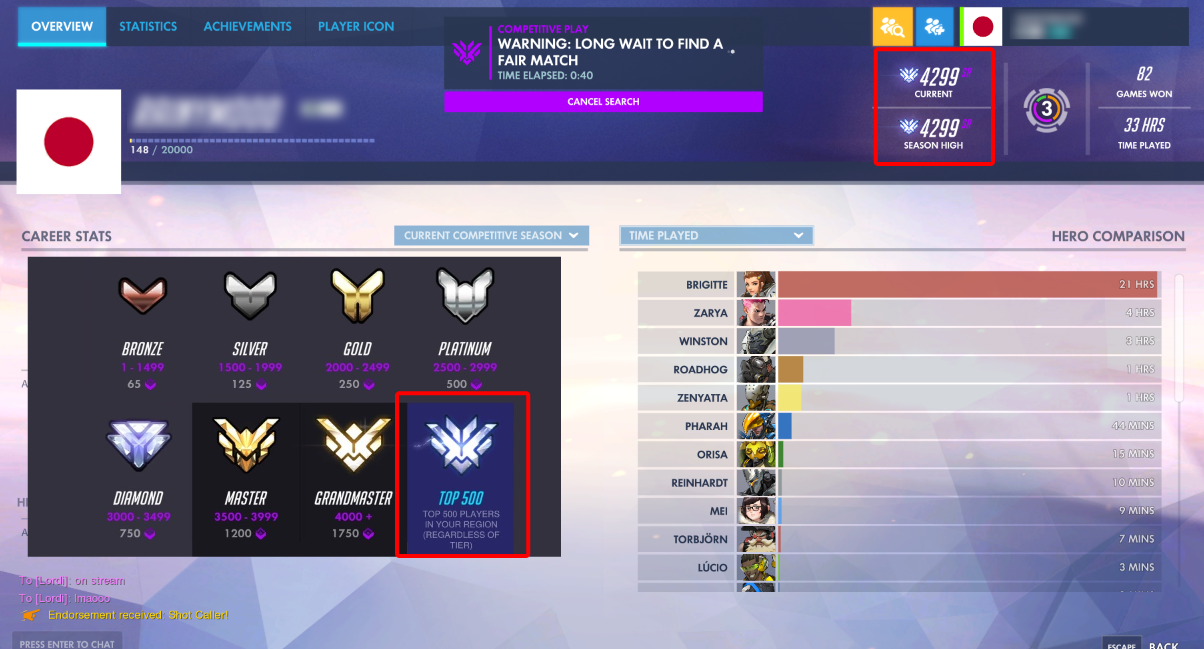 OVERVIEW
STATISTICS
ACHIEVEMENTS
PLAYER ICON
COMPETITIVE PLAY
WARNING: LONG WAIT TO FIND A
FAIR MATCH
TIME ELAPSED: 0:40
CANCEL SEARCH
4299 SP
CURRENT
4299 SP
SEASON HIGH
3
82
GAMES WON
33 HRS
TIME PLAYED
148 / 20000
CAREER STATS
CURRENT COMPETITIVE SEASON
TIME PLAYED
HERO COMPARISON
BRONZE
1 - 1499
65
SILVER
1500 - 1999
125
GOLD
2000 - 2499
250
PLATINUM
2500 - 2999
500
DIAMOND
3000 - 3499
750
MASTER
3500 - 3999
1200
GRANDMASTER
4000 +
1750
TOP 500
TOP 500 PLAYERS
IN YOUR REGION
(REGARDLESS OF
TIER)
BRIGITTE 21 HRS
ZARYA 4 HRS
WINSTON 3 HRS
ROADHOG 1 HRS
ZENYATTA 1 HRS
PHARAH 44 MINS
ORISA 15 MINS
REINHARDT 10 MINS
MEI 9 MINS
TORBJÖRN 7 MINS
LÚCIO 3 MINS
To [Lordi]: on stream
To [Lordi]: lmaooo
Endorsement received: Shot Caller!
PRESS ENTER TO CHAT
ESCAPE BACK